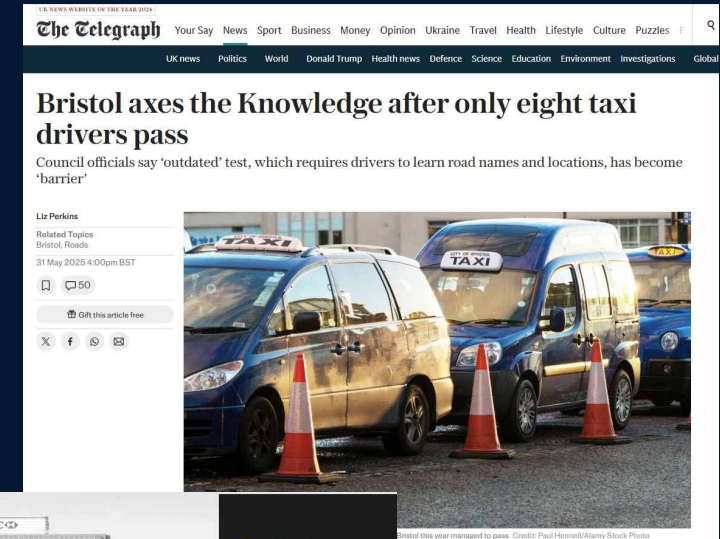 UK NEWS WEBSITE OF THE YEAR 2024
The Telegraph
Your Say News Sport Business Money Opinion Ukraine Travel Health Lifestyle Culture Puzzles P
UK news Politics World Donald Trump Health news Defence Science Education Environment Investigations Global
Bristol axes the Knowledge after only eight taxi
drivers pass
Council officials say ‘outdated’ test, which requires drivers to learn road names and locations, has become
‘barrier’
Liz Perkins
Related Topics
Bristol, Roads
31 May 2025 4:00pm BST
50
Gift this article free
TAXI
CITY OF BRISTOL
TAXI
TAXI
Bristol this year managed to pass Credit: Paul Hennell/Alamy Stock Photo